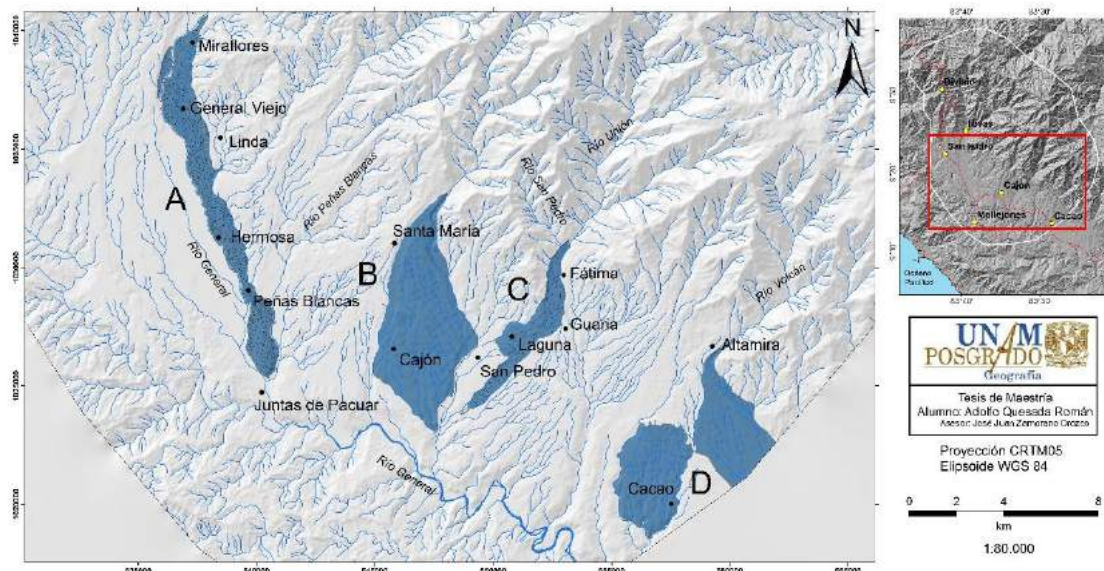 N
Miraflores
General Viejo
Linda
A
Hermosa
Río General
Peñas Blancas
Juntas de Pacuar
Río Peñas Blancas
Santa María
B
Cajón
Río San Pedro
Río Unión
C
Fátima
Guana
Laguna
San Pedro
Río Volcán
Altamira
Cacao
D
Río General
San Isidro
Cajón
Mollejones
Cacao
Océano
Pacífico
UNAM
POSGRADO
Geografía
Tesis de Maestría
Alumno: Adolfo Quesada Román
Asesor: José Juan Zamorano Orozco
Proyección CRTM05
Elipsoide WGS 84
0 2 4 8
km
1:80.000